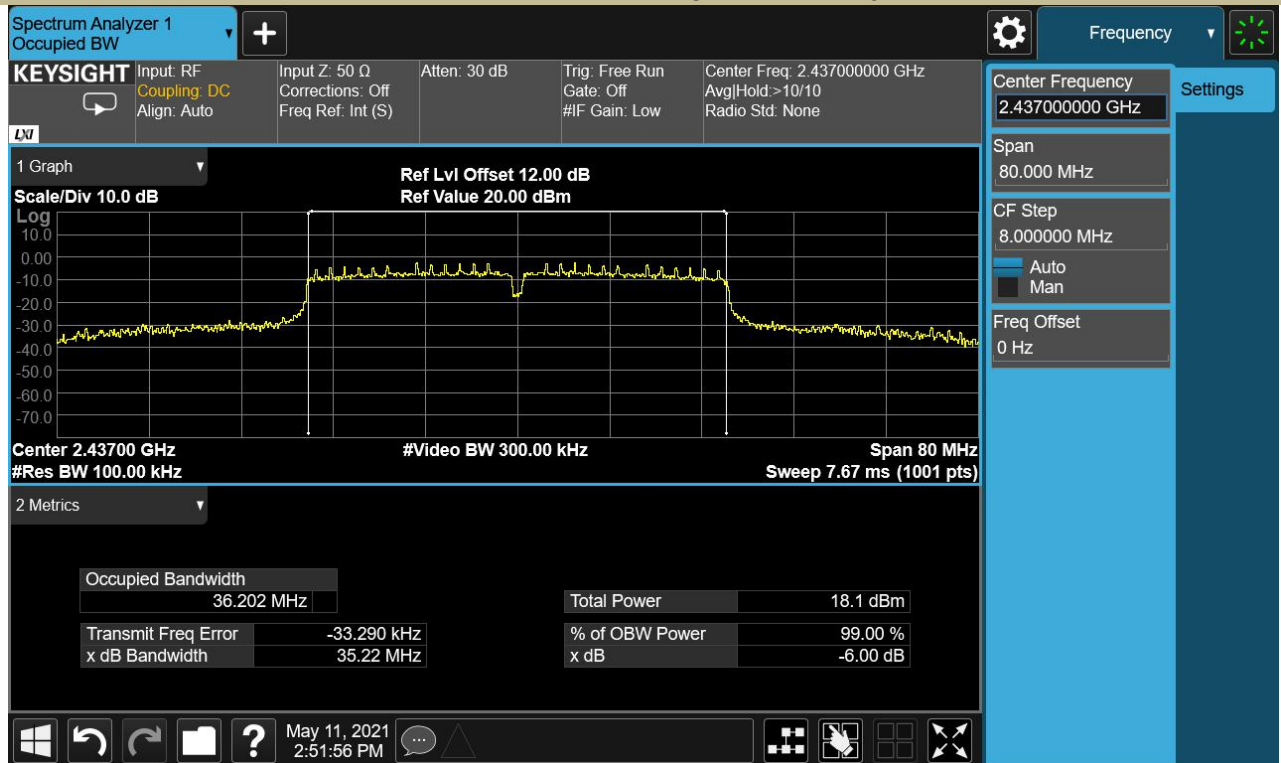 Spectrum Analyzer 1
Occupied BW
+
Frequency
KEYSIGHT
LXI
Input: RF
Coupling: DC
Align: Auto
Input Z: 50 Ω
Corrections: Off
Freq Ref: Int (S)
Atten: 30 dB
Trig: Free Run
Gate: Off
#IF Gain: Low
Center Freq: 2.437000000 GHz
Avg|Hold:>10/10
Radio Std: None
Center Frequency
2.437000000 GHz
Settings
Span
80.000 MHz
CF Step
8.000000 MHz
Auto
Man
Freq Offset
0 Hz
1 Graph
Scale/Div 10.0 dB
Ref Lvl Offset 12.00 dB
Ref Value 20.00 dBm
Log
10.0
0.00
-10.0
-20.0
-30.0
-40.0
-50.0
-60.0
-70.0
Center 2.43700 GHz
#Video BW 300.00 kHz
Span 80 MHz
#Res BW 100.00 kHz
Sweep 7.67 ms (1001 pts)
2 Metrics
Occupied Bandwidth
36.202 MHz
Transmit Freq Error -33.290 kHz
x dB Bandwidth 35.22 MHz
Total Power 18.1 dBm
% of OBW Power 99.00 %
x dB -6.00 dB
?
May 11, 2021
2:51:56 PM